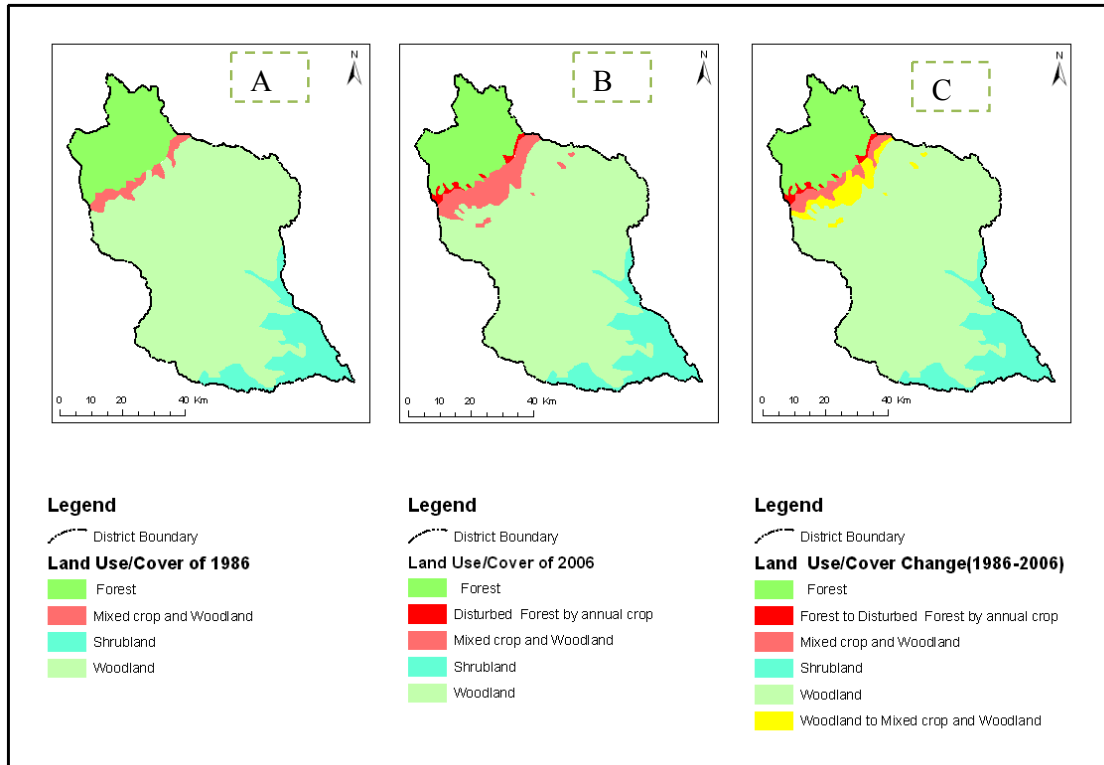 A
N
0 10 20 40 Km
B
N
0 10 20 40 Km
C
N
0 10 20 40 Km
Legend
District Boundary
Land Use/Cover of 1986
Forest
Mixed crop and Woodland
Shrubland
Woodland
Legend
District Boundary
Land Use/Cover of 2006
Forest
Disturbed Forest by annual crop
Mixed crop and Woodland
Shrubland
Woodland
Legend
District Boundary
Land Use/Cover Change(1986-2006)
Forest
Forest to Disturbed Forest by annual crop
Mixed crop and Woodland
Shrubland
Woodland
Woodland to Mixed crop and Woodland